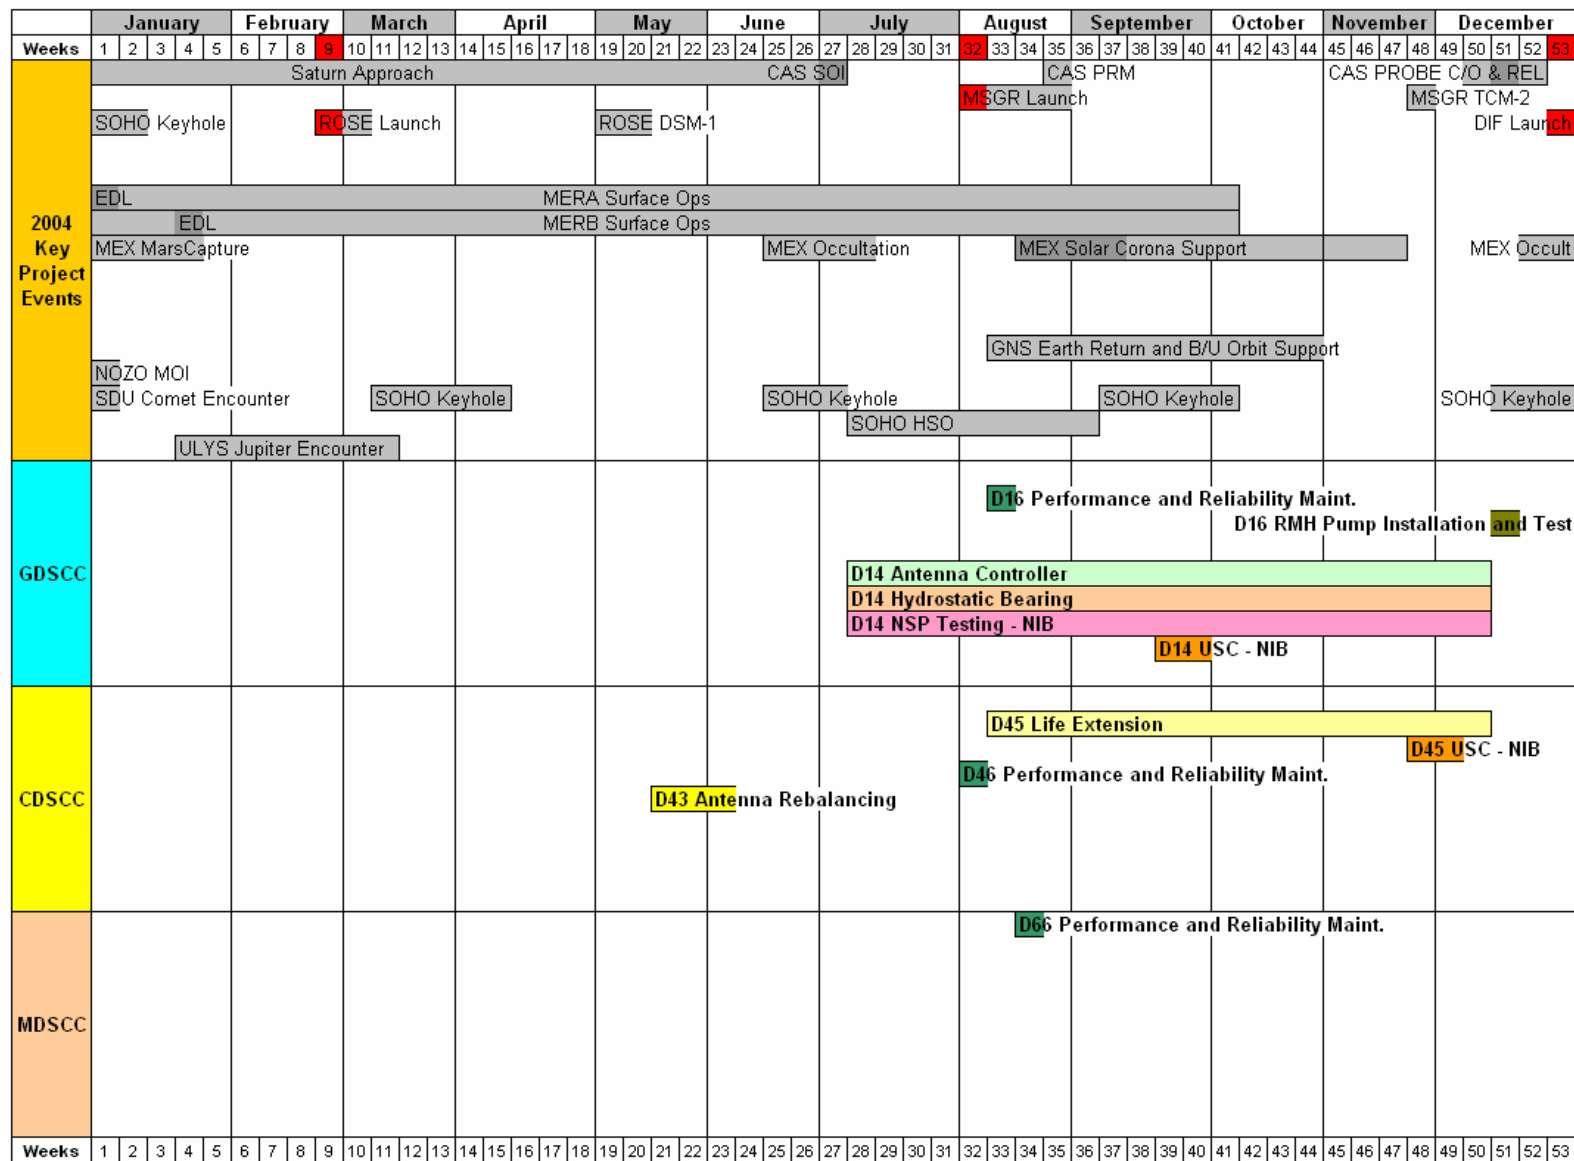 January February March April May June July August September October November December
Weeks 1 2 3 4 5 6 7 8 9 10 11 12 13 14 15 16 17 18 19 20 21 22 23 24 25 26 27 28 29 30 31 32 33 34 35 36 37 38 39 40 41 42 43 44 45 46 47 48 49 50 51 52 53
2004
Key
Project
Events
Saturn Approach CAS SOI CAS PRM CAS PROBE C/O & REL
MSGR Launch MSGR TCM-2
SOHO Keyhole ROSE Launch ROSE DSM-1 DIF Launch
EDL MERA Surface Ops
EDL MERB Surface Ops
MEX MarsCapture MEX Occultation MEX Solar Corona Support MEX Occult
GNS Earth Return and B/U Orbit Support
NOZO MOI
SDU Comet Encounter SOHO Keyhole SOHO Keyhole SOHO Keyhole SOHO Keyhole
SOHO HSO
ULYS Jupiter Encounter
GDSCC
D16 Performance and Reliability Maint.
D16 RMH Pump Installation and Test
D14 Antenna Controller
D14 Hydrostatic Bearing
D14 NSP Testing - NIB
D14 USC - NIB
CDSCC
D45 Life Extension
D45 USC - NIB
D46 Performance and Reliability Maint.
D43 Antenna Rebalancing
MDSCC
D66 Performance and Reliability Maint.
Weeks 1 2 3 4 5 6 7 8 9 10 11 12 13 14 15 16 17 18 19 20 21 22 23 24 25 26 27 28 29 30 31 32 33 34 35 36 37 38 39 40 41 42 43 44 45 46 47 48 49 50 51 52 53